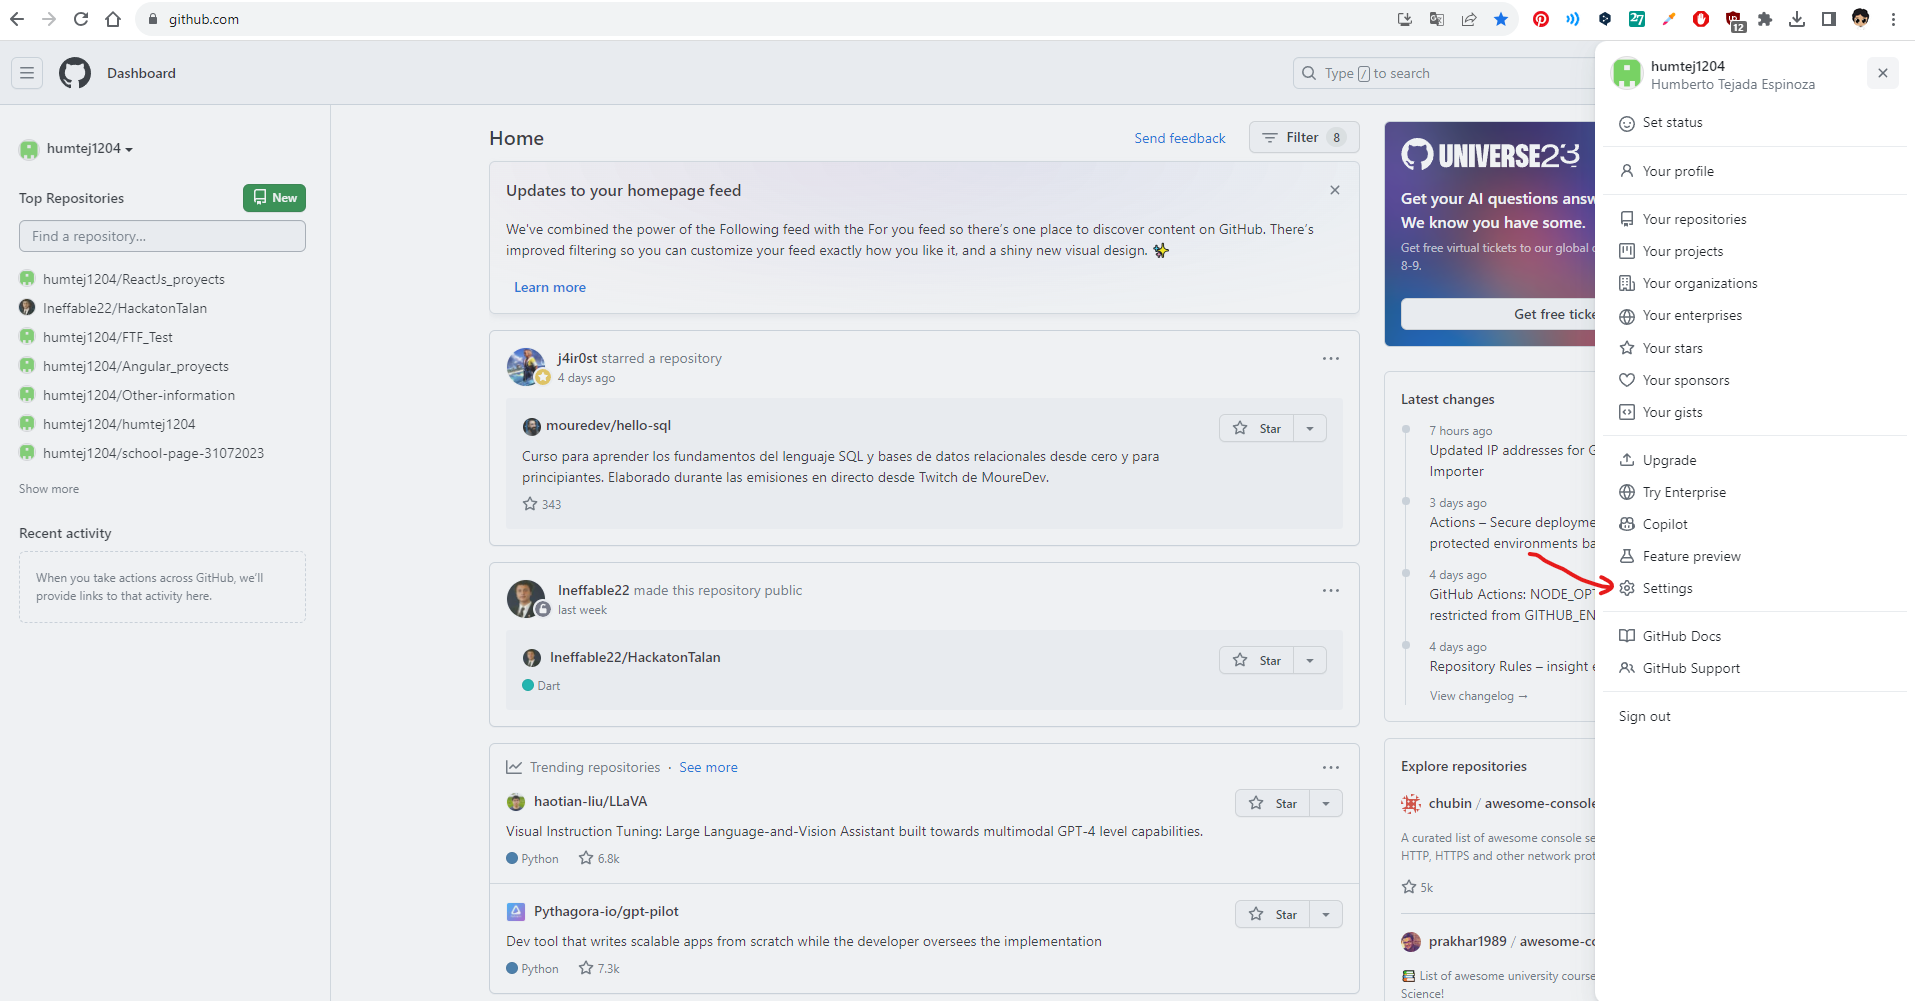 github.com
12
27
Dashboard
Type / to search
humtej1204
Humberto Tejada Espinoza
Set status
Your profile
Your repositories
Your projects
Your organizations
Your enterprises
Your stars
Your sponsors
Your gists
Upgrade
Try Enterprise
Copilot
Feature preview
Settings
GitHub Docs
GitHub Support
Sign out
humtej1204
Top Repositories
New
Find a repository...
humtej1204/ReactJs_proyects
Ineffable22/HackatonTalan
humtej1204/FTF_Test
humtej1204/Angular_proyects
humtej1204/Other-information
humtej1204/humtej1204
humtej1204/school-page-31072023
Show more
Recent activity
When you take actions across GitHub, we'll
provide links to that activity here.
Home
Send feedback
Filter 8
Updates to your homepage feed
We've combined the power of the Following feed with the For you feed so there's one place to discover content on GitHub. There's
improved filtering so you can customize your feed exactly how you like it, and a shiny new visual design. ✨
Learn more
j4ir0st starred a repository
4 days ago
mouredev/hello-sql
Star
Curso para aprender los fundamentos del lenguaje SQL y bases de datos relacionales desde cero y para
principiantes. Elaborado durante las emisiones en directo desde Twitch de MoureDev.
343
Ineffable22 made this repository public
last week
Ineffable22/HackatonTalan
Star
Dart
Trending repositories · See more
haotian-liu/LLaVA
Star
Visual Instruction Tuning: Large Language-and-Vision Assistant built towards multimodal GPT-4 level capabilities.
Python 6.8k
Pythagora-io/gpt-pilot
Star
Dev tool that writes scalable apps from scratch while the developer oversees the implementation
Python 7.3k
UNIVERSE23
Get your AI questions answ
We know you have some.
Get free virtual tickets to our global c
8-9.
Get free ticke
Latest changes
7 hours ago
Updated IP addresses for G
Importer
3 days ago
Actions – Secure deployme
protected environments ba
4 days ago
GitHub Actions: NODE_OPT
restricted from GITHUB_EN
4 days ago
Repository Rules – insight e
View changelog →
Explore repositories
chubin / awesome-console
A curated list of awesome console se
HTTP, HTTPS and other network prot
5k
prakhar1989 / awesome-co
List of awesome university course
Science!